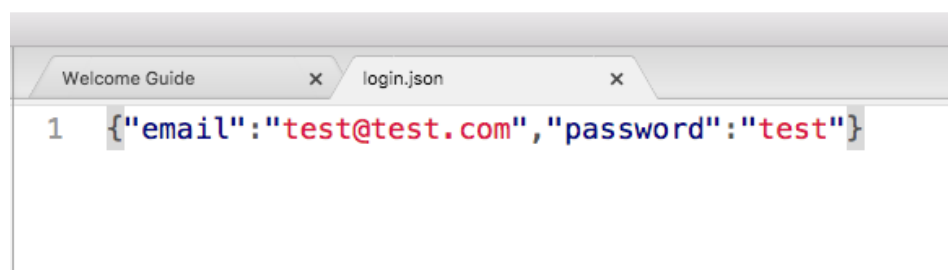 Welcome Guide x login.json x
1 {"email":"test@test.com","password":"test"}